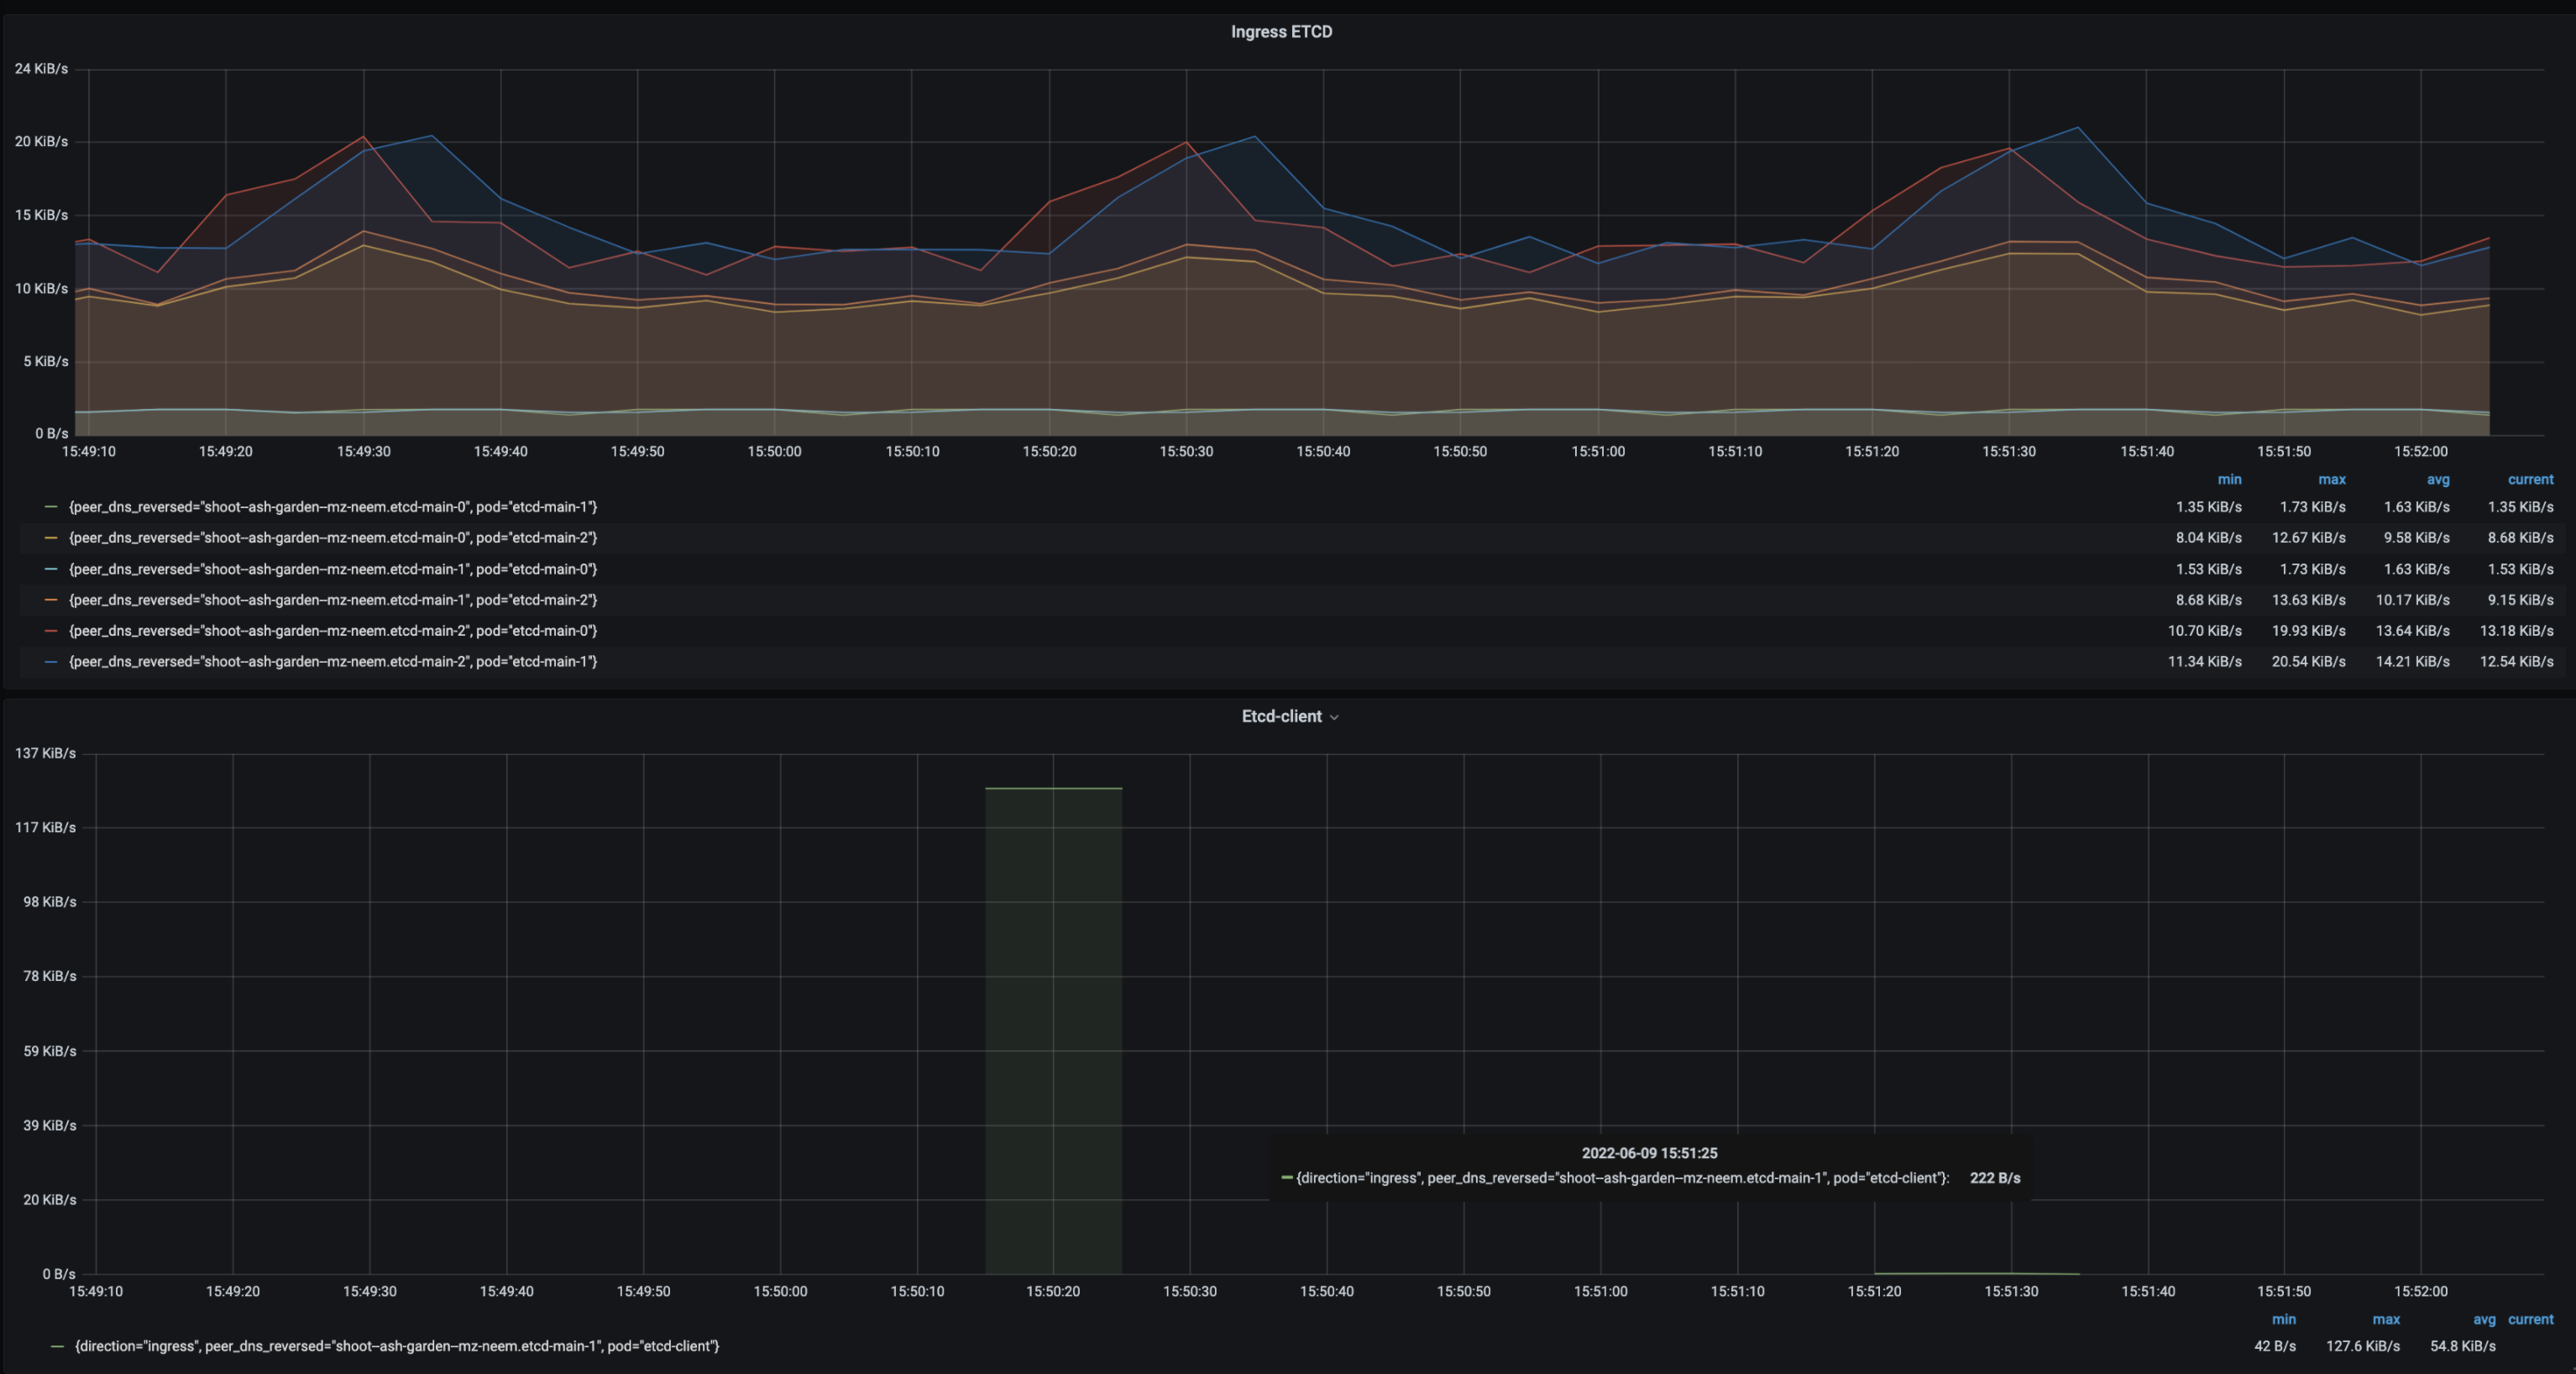 Ingress ETCD
24 KiB/s
20 KiB/s
15 KiB/s
10 KiB/s
5 KiB/s
0 B/s
15:49:10 15:49:20 15:49:30 15:49:40 15:49:50 15:50:00 15:50:10 15:50:20 15:50:30 15:50:40 15:50:50 15:51:00 15:51:10 15:51:20 15:51:30 15:51:40 15:51:50 15:52:00
min max avg current
{peer_dns_reversed="shoot--ash-garden--mz-neem.etcd-main-0", pod="etcd-main-1"} 1.35 KiB/s 1.73 KiB/s 1.63 KiB/s 1.35 KiB/s
{peer_dns_reversed="shoot--ash-garden--mz-neem.etcd-main-0", pod="etcd-main-2"} 8.04 KiB/s 12.67 KiB/s 9.58 KiB/s 8.68 KiB/s
{peer_dns_reversed="shoot--ash-garden--mz-neem.etcd-main-1", pod="etcd-main-0"} 1.53 KiB/s 1.73 KiB/s 1.63 KiB/s 1.53 KiB/s
{peer_dns_reversed="shoot--ash-garden--mz-neem.etcd-main-1", pod="etcd-main-2"} 8.68 KiB/s 13.63 KiB/s 10.17 KiB/s 9.15 KiB/s
{peer_dns_reversed="shoot--ash-garden--mz-neem.etcd-main-2", pod="etcd-main-0"} 10.70 KiB/s 19.93 KiB/s 13.64 KiB/s 13.18 KiB/s
{peer_dns_reversed="shoot--ash-garden--mz-neem.etcd-main-2", pod="etcd-main-1"} 11.34 KiB/s 20.54 KiB/s 14.21 KiB/s 12.54 KiB/s
Etcd-client
137 KiB/s
117 KiB/s
98 KiB/s
78 KiB/s
59 KiB/s
39 KiB/s
2022-06-09 15:51:25
{direction="ingress", peer_dns_reversed="shoot--ash-garden--mz-neem.etcd-main-1", pod="etcd-client"}: 222 B/s
20 KiB/s
0 B/s
15:49:10 15:49:20 15:49:30 15:49:40 15:49:50 15:50:00 15:50:10 15:50:20 15:50:30 15:50:40 15:50:50 15:51:00 15:51:10 15:51:20 15:51:30 15:51:40 15:51:50 15:52:00
min max avg current
{direction="ingress", peer_dns_reversed="shoot--ash-garden--mz-neem.etcd-main-1", pod="etcd-client"} 42 B/s 127.6 KiB/s 54.8 KiB/s